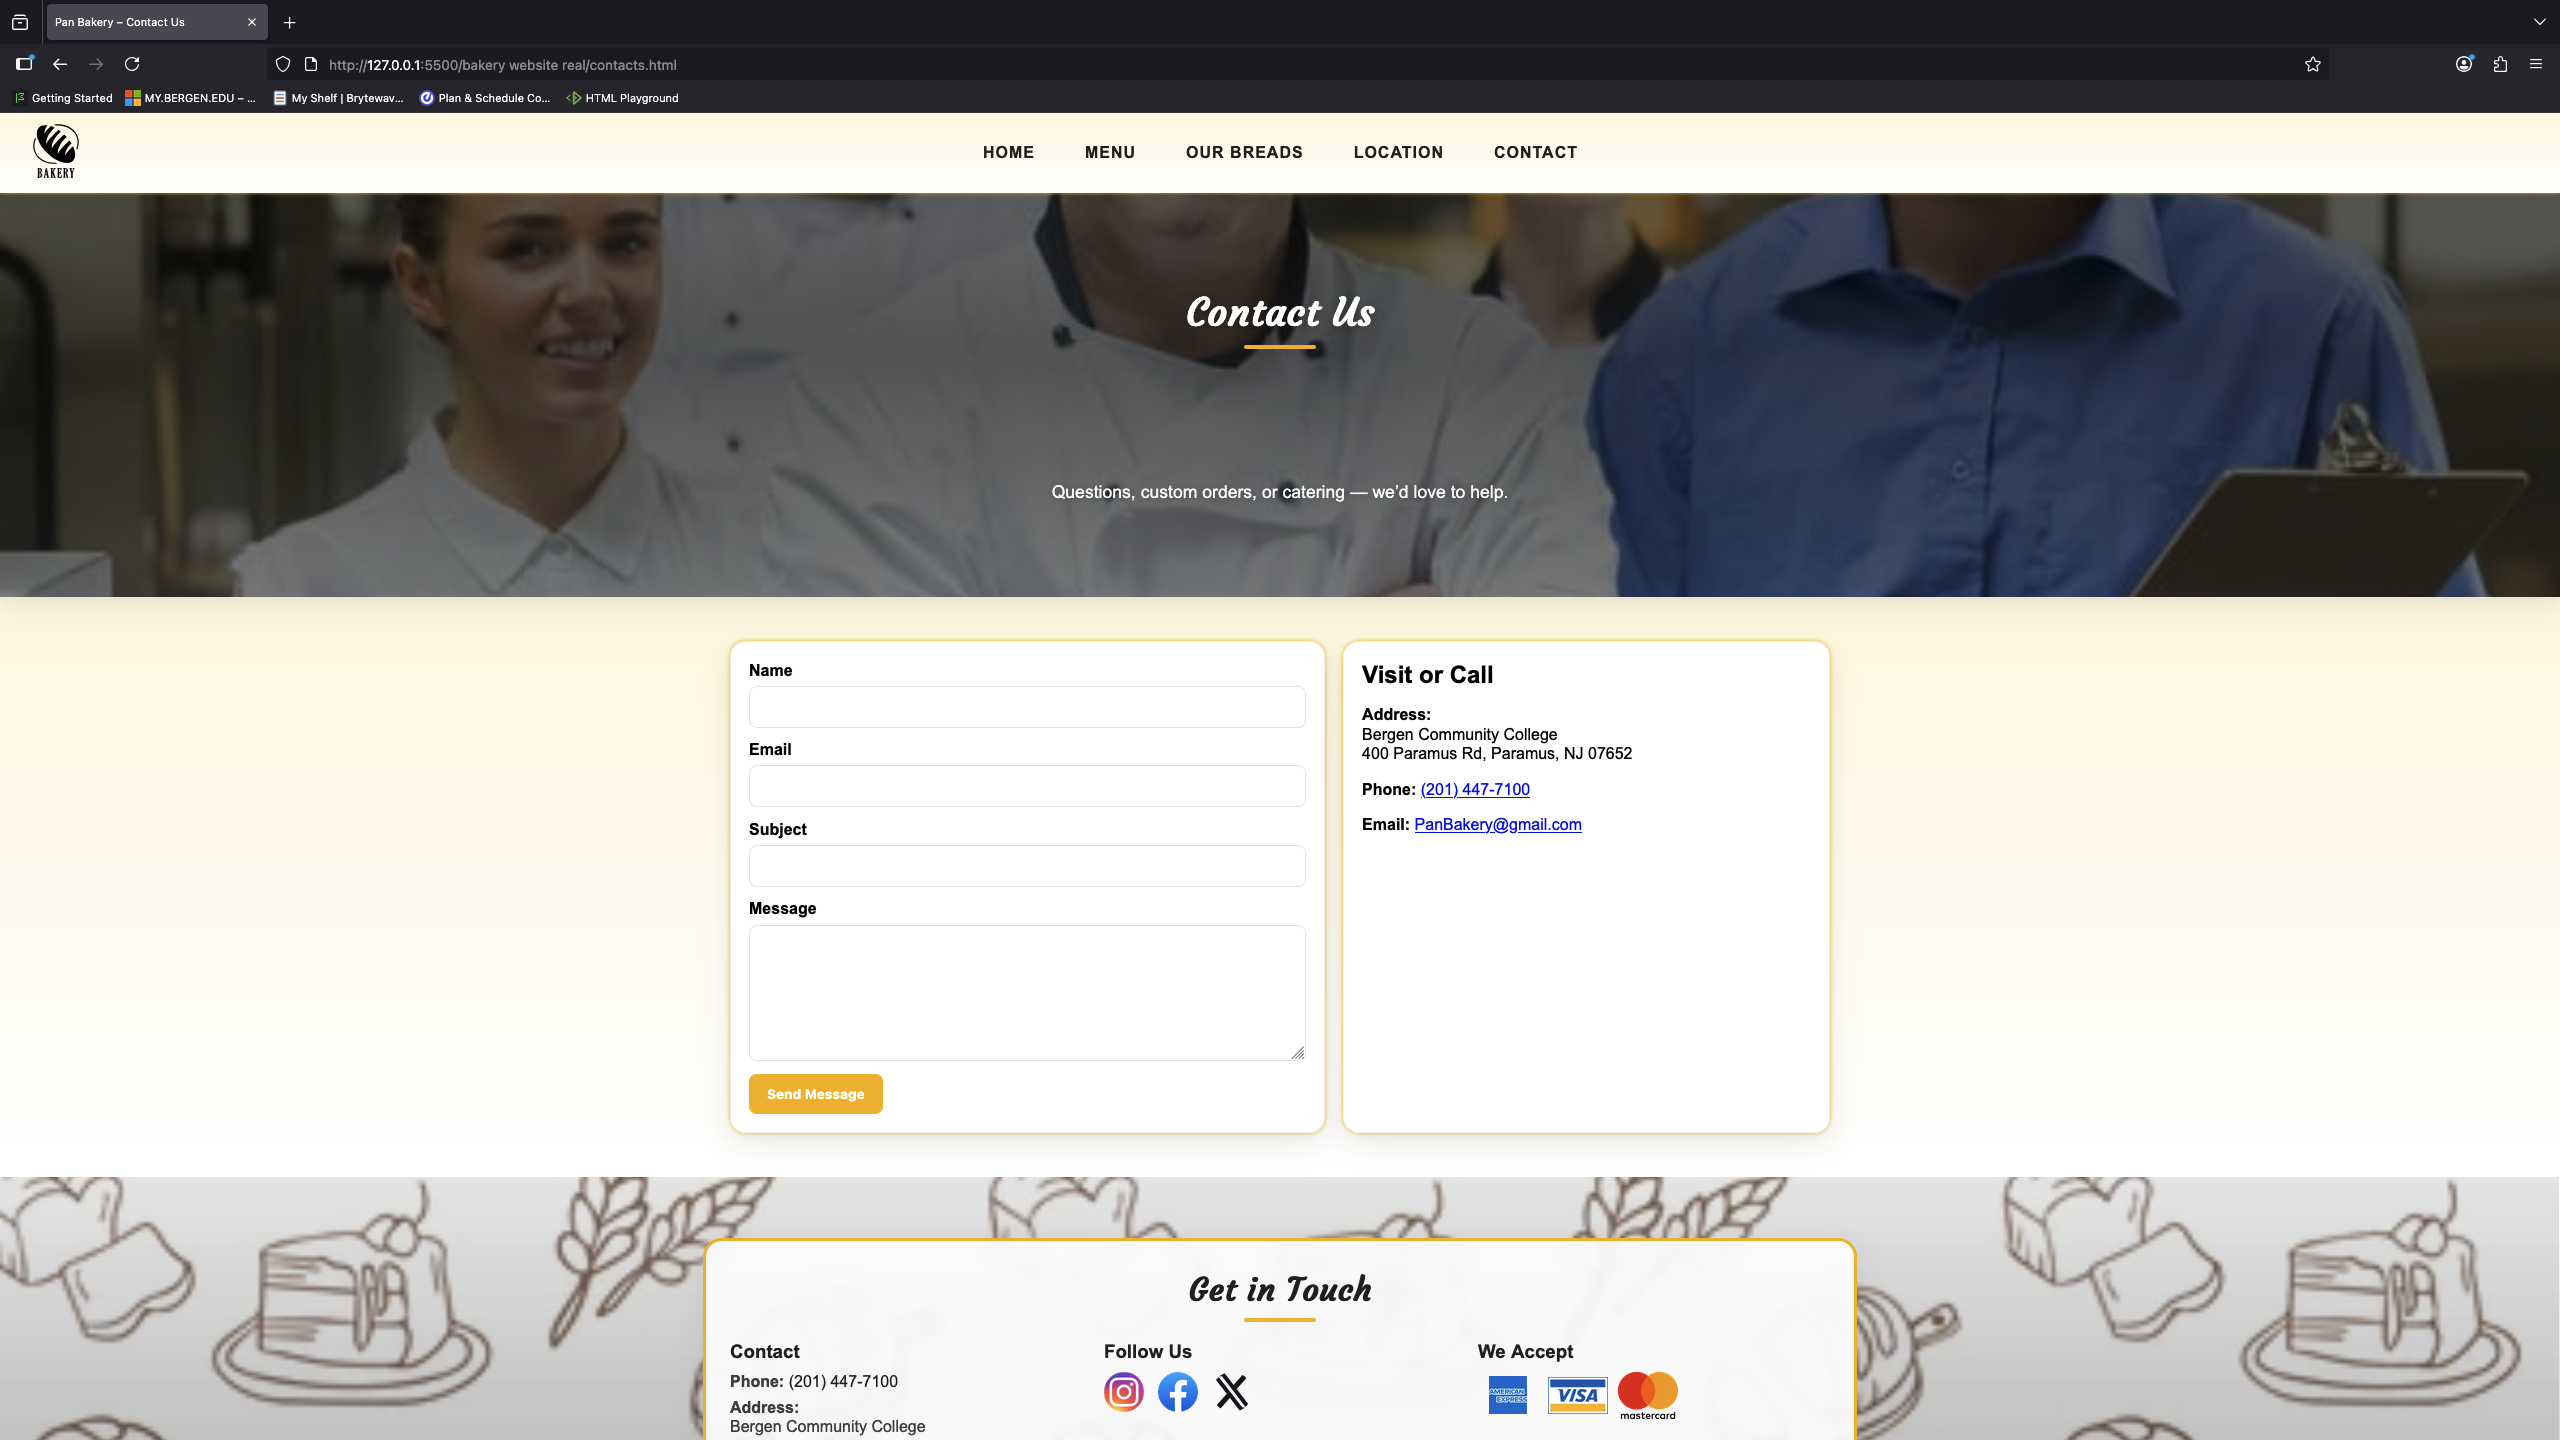 Pan Bakery – Contact Us
http://127.0.0.1:5500/bakery website real/contacts.html
Getting Started
MY.BERGEN.EDU – ...
My Shelf | Brytewav...
Plan & Schedule Co...
HTML Playground
BAKERY
HOME
MENU
OUR BREADS
LOCATION
CONTACT
Contact Us
Questions, custom orders, or catering — we’d love to help.
Name
Email
Subject
Message
Send Message
Visit or Call
Address:
Bergen Community College
400 Paramus Rd, Paramus, NJ 07652
Phone: (201) 447-7100
Email: PanBakery@gmail.com
Get in Touch
Contact
Phone: (201) 447-7100
Address:
Bergen Community College
Follow Us
We Accept
AMERICAN
EXPRESS
VISA
mastercard